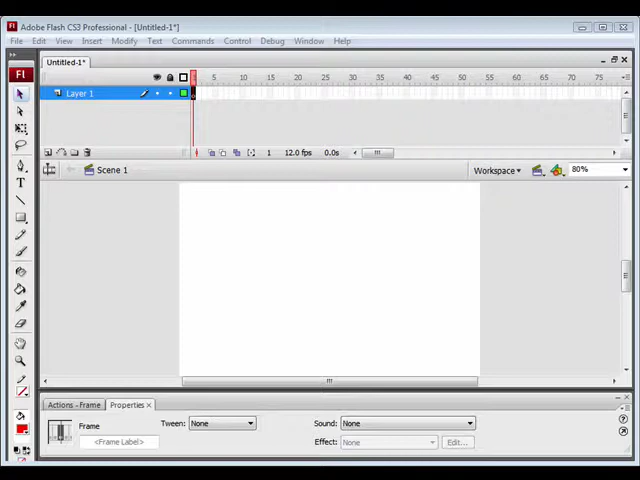 Adobe Flash CS3 Professional - [Untitled-1*]
File Edit View Insert Modify Text Commands Control Debug Window Help
Fl
Untitled-1*
5 10 15 20 25 30 35 40 45 50 55 60 65 70 75
Layer 1
1 12.0 fps 0.0s
Scene 1 Workspace 80%
T
Actions - Frame Properties
Frame Tween: None Sound: None
<Frame Label> Effect: None Edit...